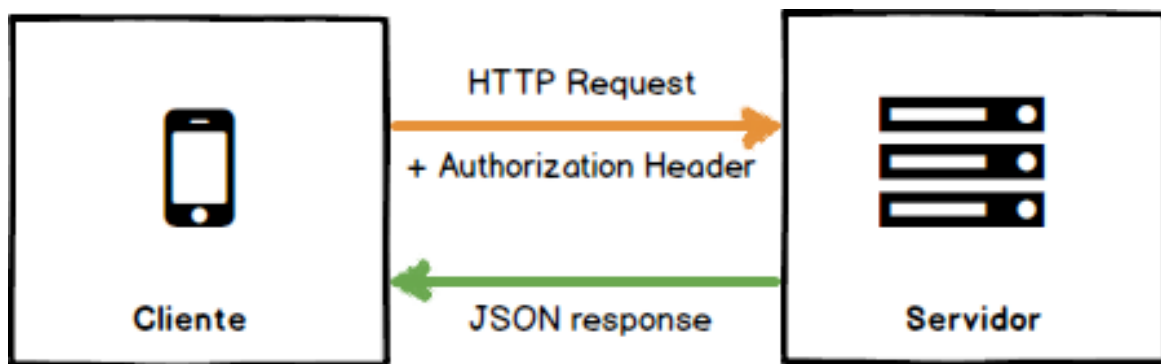 HTTP Request
+ Authorization Header
JSON response
Cliente
Servidor